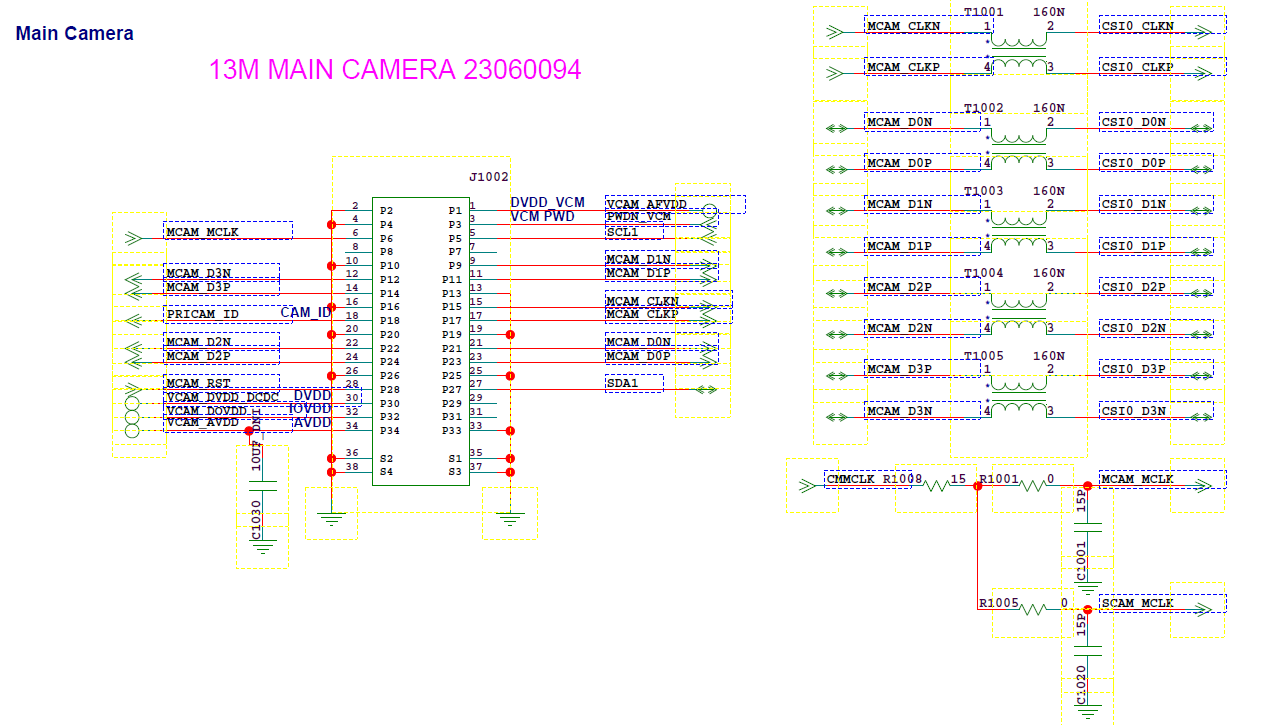 Main Camera
13M MAIN CAMERA 23060094
J1002
2 P2 P1 1 DVDD_VCM VCAM_AFVDD
4 P4 P3 3 VCM PWD PWDN_VCM
MCAM_MCLK 6 P6 P5 5 SCL1
8 P8 P7 7
10 P10 P9 9 MCAM_D1N
MCAM_D3N 12 P12 P11 11 MCAM_D1P
MCAM_D3P 14 P14 P13 13
16 P16 P15 15 MCAM_CLKN
PRICAM_ID CAM_ID 18 P18 P17 17 MCAM_CLKP
20 P20 P19 19
MCAM_D2N 22 P22 P21 21 MCAM_D0N
MCAM_D2P 24 P24 P23 23 MCAM_D0P
26 P26 P25 25
MCAM_RST 28 P28 P27 27 SDA1
VCAM_DVDD_DCDC DVDD 30 P30 P29 29
VCAM_DOVDD IOVDD 32 P32 P31 31
VCAM_AVDD AVDD 34 P34 P33 33
36 S2 S1 35
38 S4 S3 37
C1030
T1001 160N
MCAM_CLKN 1 2 CSI0_CLKN
MCAM_CLKP 4 3 CSI0_CLKP
T1002 160N
MCAM_D0N 1 2 CSI0_D0N
MCAM_D0P 4 3 CSI0_D0P
T1003 160N
MCAM_D1N 1 2 CSI0_D1N
MCAM_D1P 4 3 CSI0_D1P
T1004 160N
MCAM_D2P 1 2 CSI0_D2P
MCAM_D2N 4 3 CSI0_D2N
T1005 160N
MCAM_D3P 1 2 CSI0_D3P
MCAM_D3N 4 3 CSI0_D3N
CMMCLK R1008 15 R1001 0 MCAM_MCLK
15P
C1001
R1005 0 SCAM_MCLK
15P
C1020